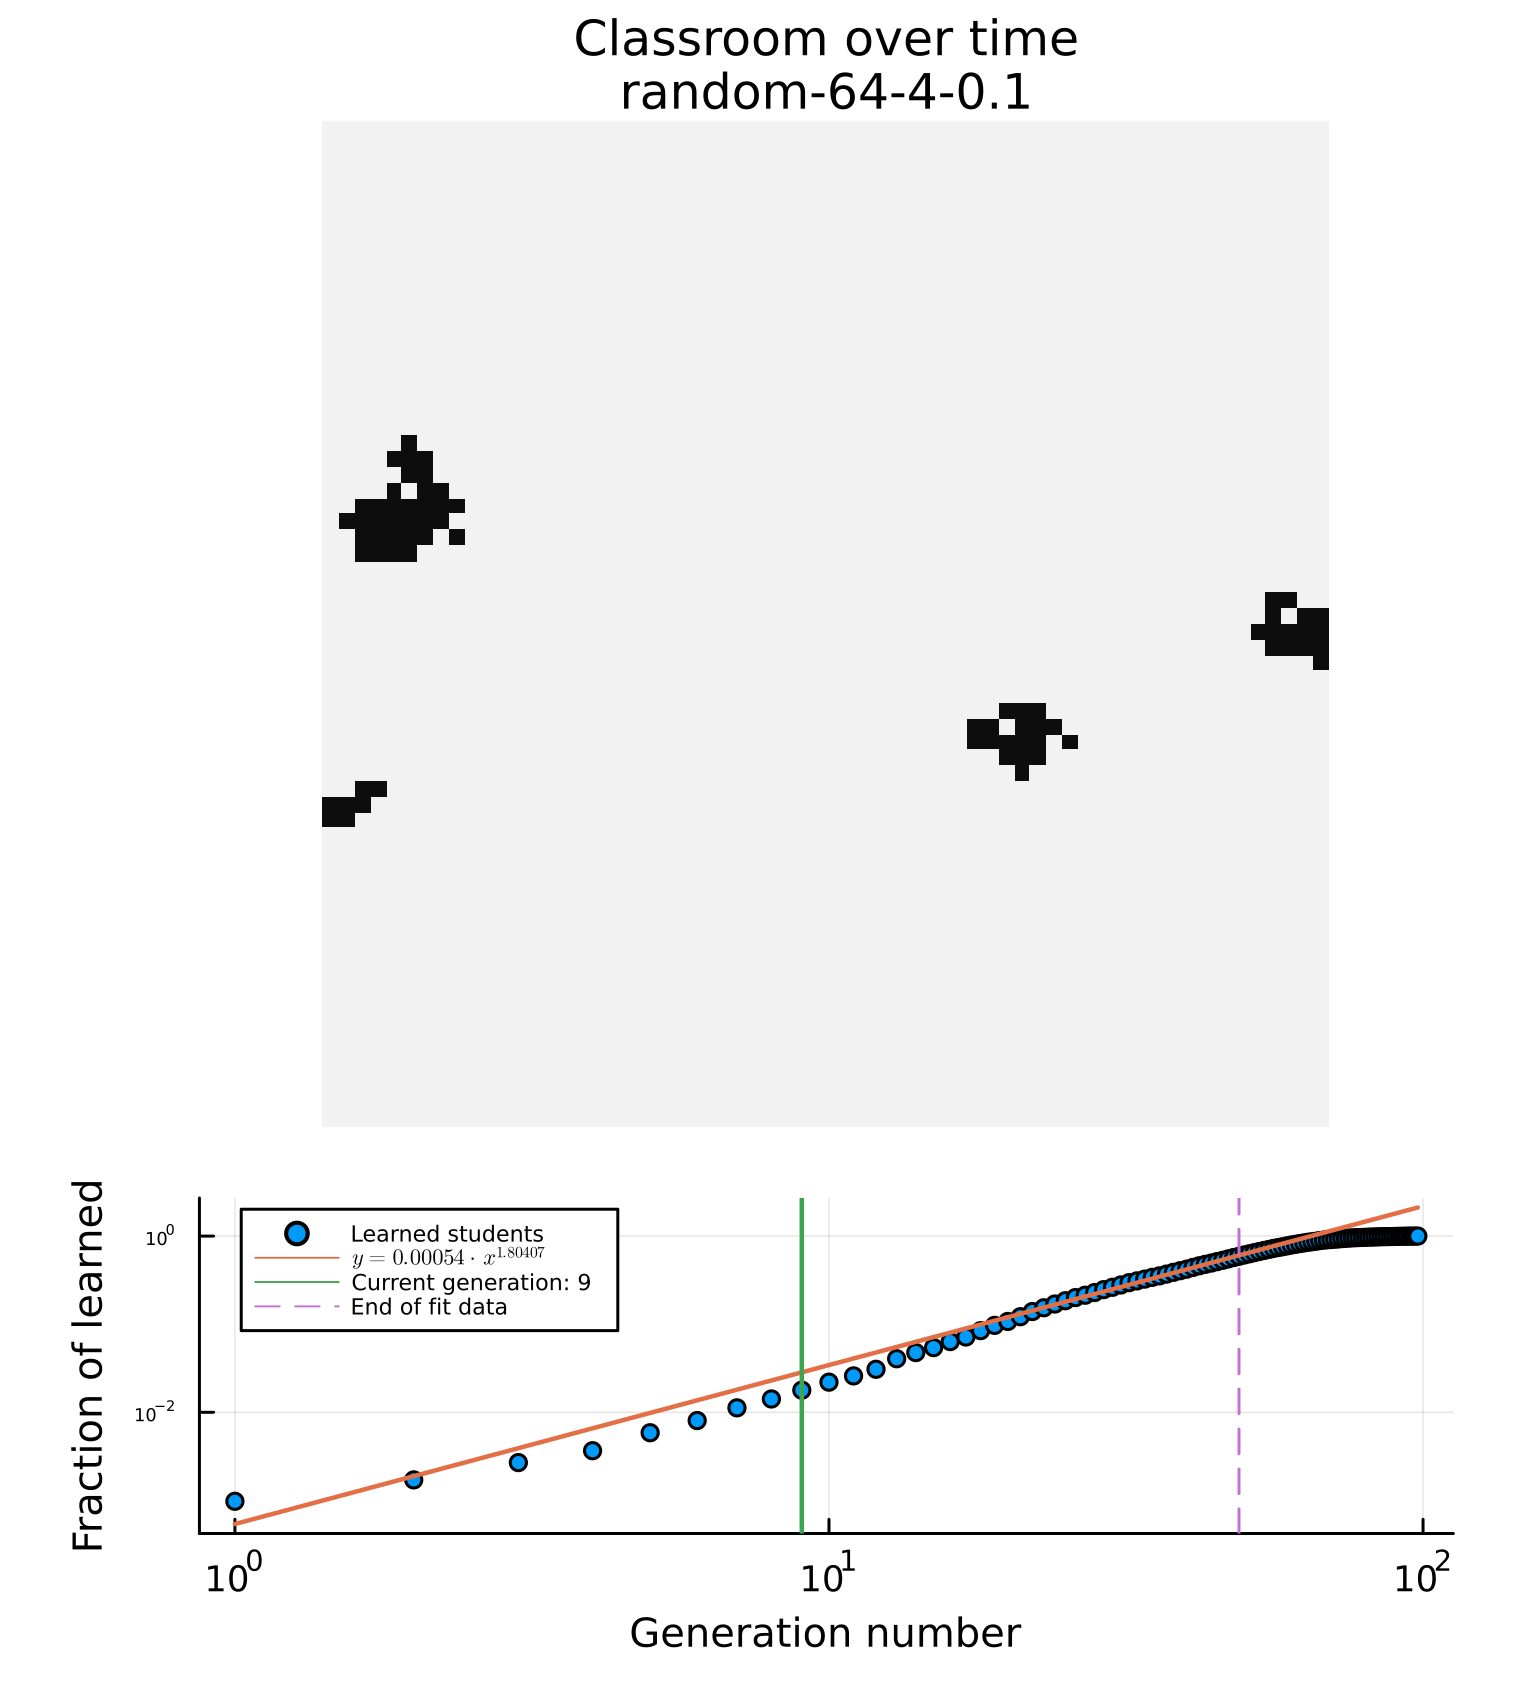 Classroom over time
random-64-4-0.1
Fraction of learned
10^0
10^-2
Learned students
y = 0.00054 · x^1.80407
Current generation: 9
End of fit data
10^0
10^1
10^2
Generation number